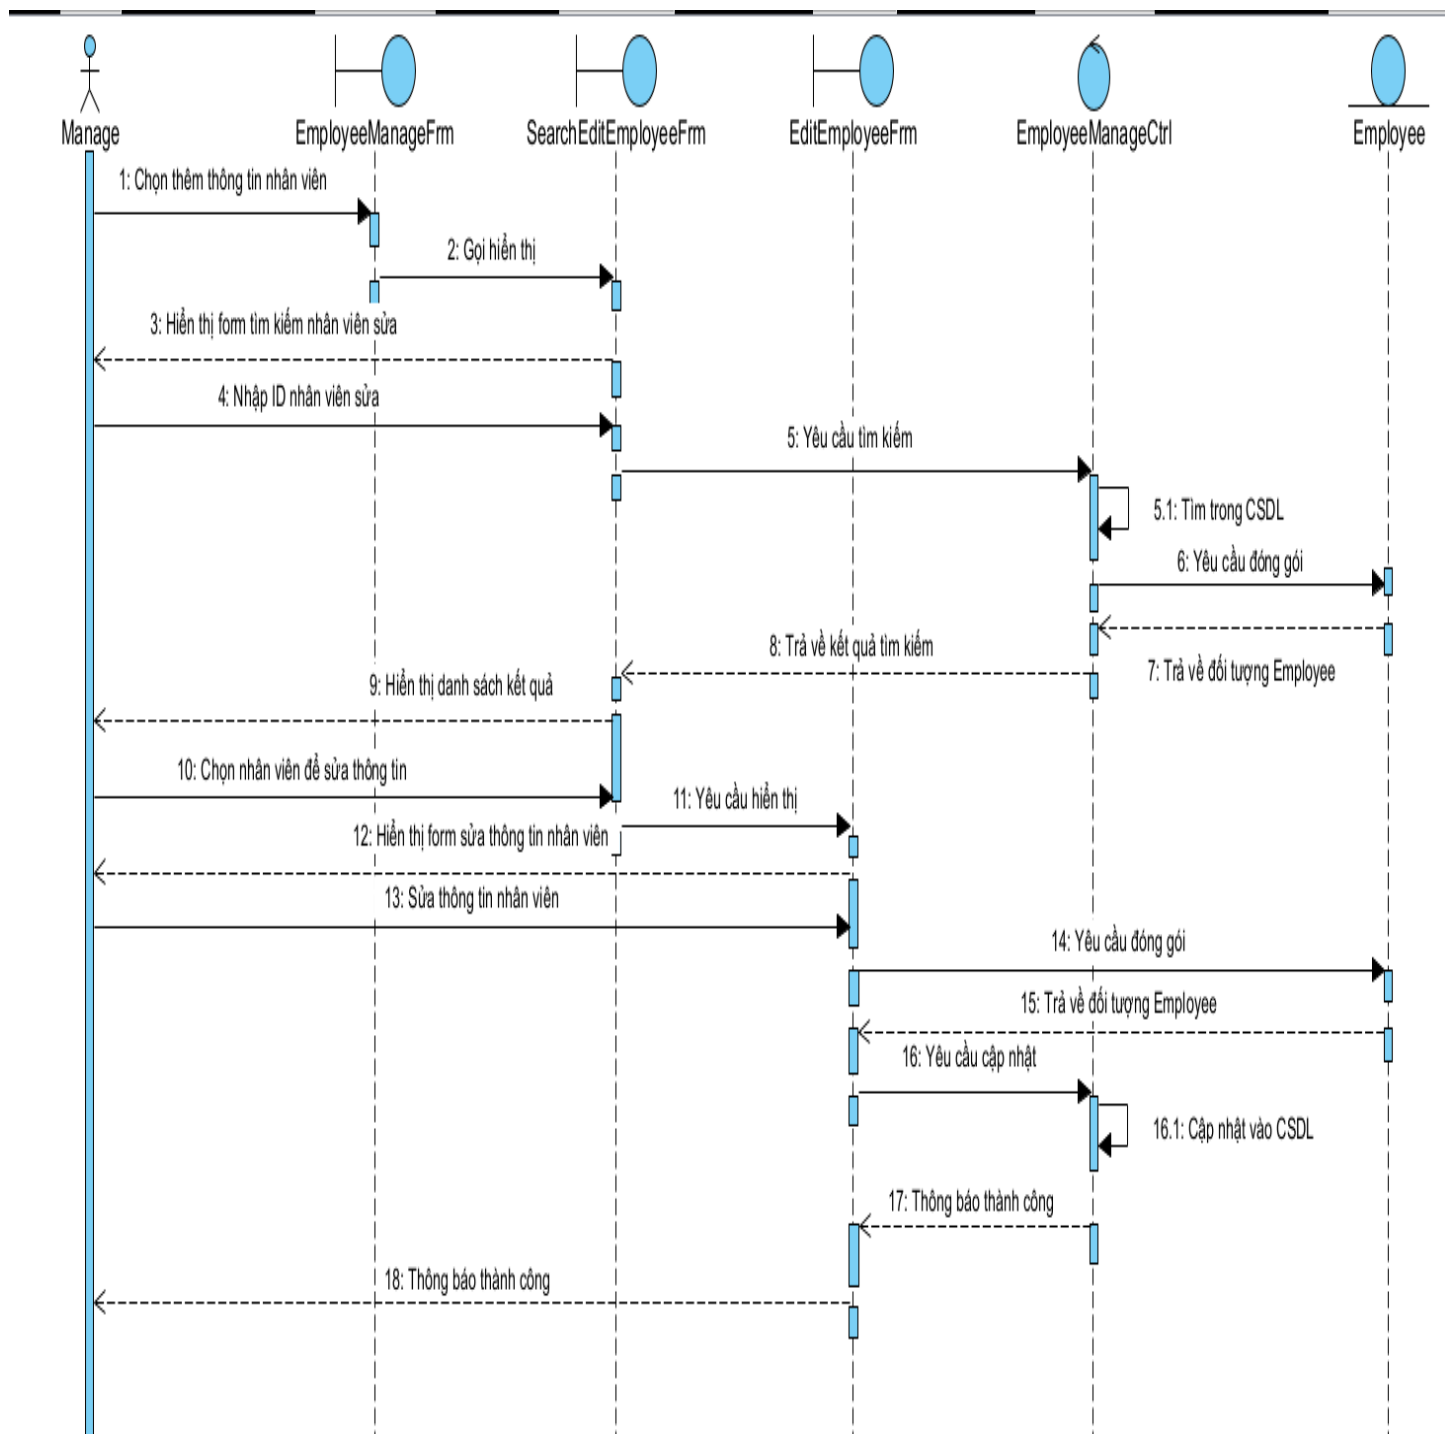 Manage
EmployeeManageFrm
SearchEditEmployeeFrm
EditEmployeeFrm
EmployeeManageCtrl
Employee
1: Chọn thêm thông tin nhân viên
2: Gọi hiển thị
3: Hiển thị form tìm kiếm nhân viên sửa
4: Nhập ID nhân viên sửa
5: Yêu cầu tìm kiếm
5.1: Tìm trong CSDL
6: Yêu cầu đóng gói
7: Trả về đối tượng Employee
8: Trả về kết quả tìm kiếm
9: Hiển thị danh sách kết quả
10: Chọn nhân viên để sửa thông tin
11: Yêu cầu hiển thị
12: Hiển thị form sửa thông tin nhân viên
13: Sửa thông tin nhân viên
14: Yêu cầu đóng gói
15: Trả về đối tượng Employee
16: Yêu cầu cập nhật
16.1: Cập nhật vào CSDL
17: Thông báo thành công
18: Thông báo thành công